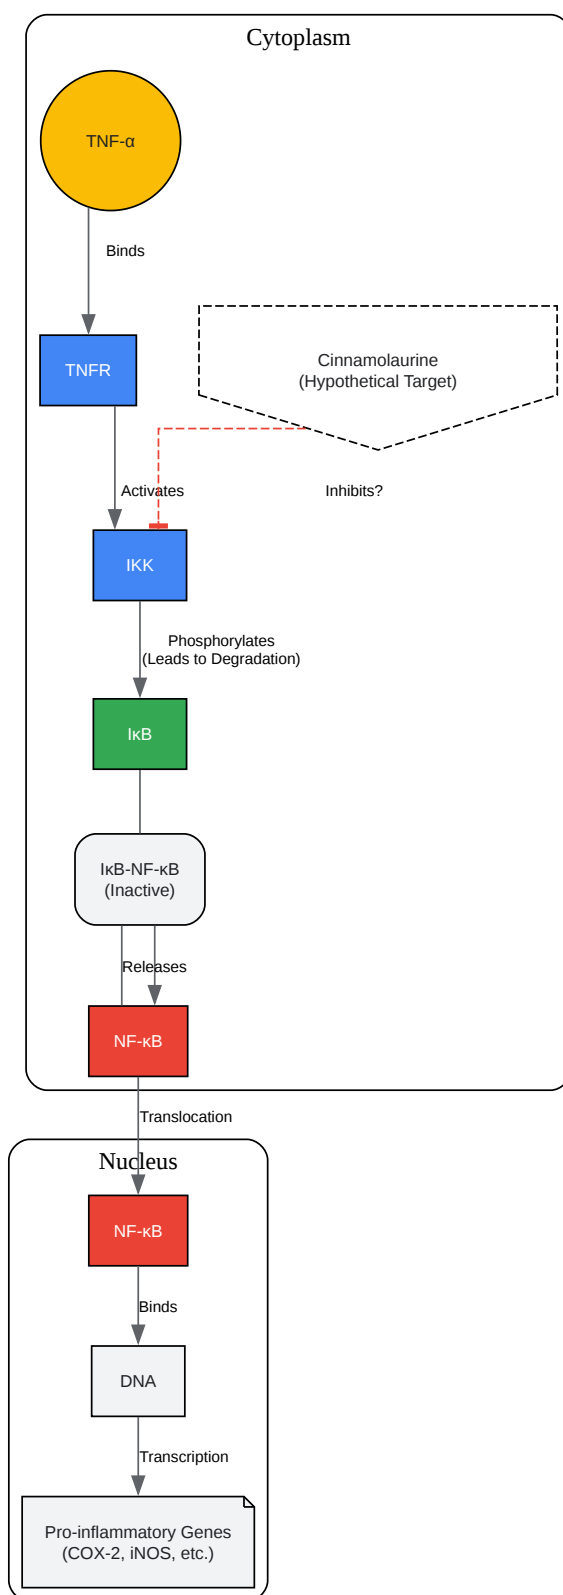 Cytoplasm
TNF-α
Binds
TNFR
Cinnamolaurine
(Hypothetical Target)
Activates
Inhibits?
IKK
Phosphorylates
(Leads to Degradation)
IκB
IκB-NF-κB
(Inactive)
Releases
NF-κB
Translocation
Nucleus
NF-κB
Binds
DNA
Transcription
Pro-inflammatory Genes
(COX-2, iNOS, etc.)